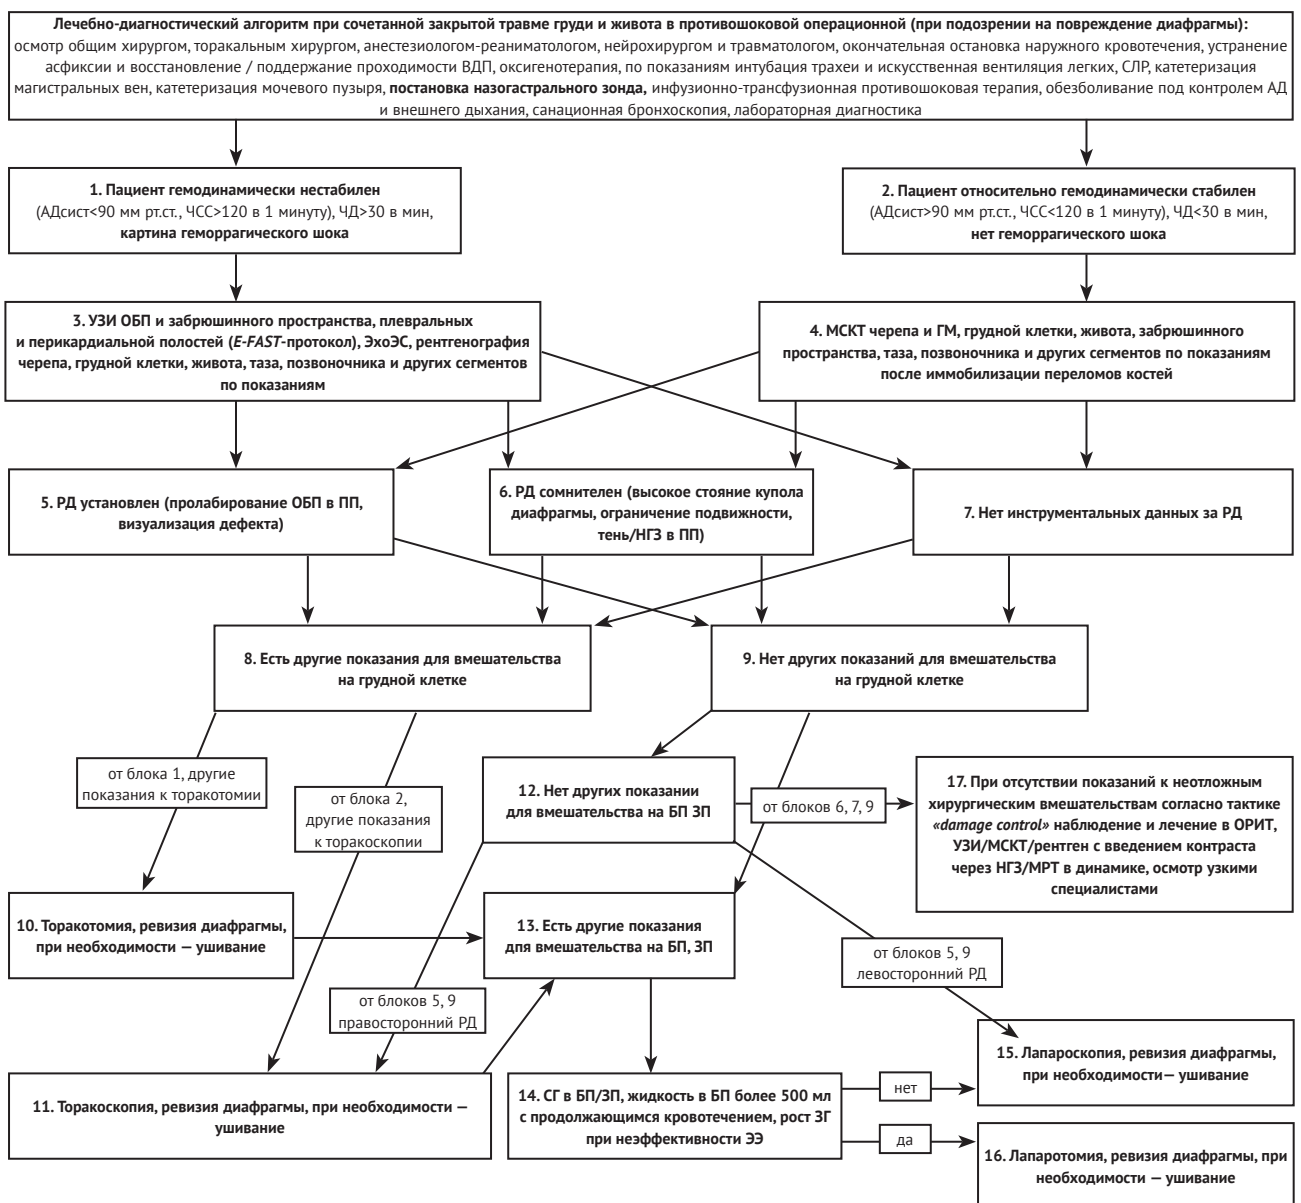 Лечебно-диагностический алгоритм при сочетанной закрытой травме груди и живота в противошоковой операционной (при подозрении на повреждение диафрагмы):
осмотр общим хирургом, торакальным хирургом, анестезиологом-реаниматологом, нейрохирургом и травматологом, окончательная остановка наружного кровотечения, устранение
асфиксии и восстановление / поддержание проходимости ВДП, оксигенотерапия, по показаниям интубация трахеи и искусственная вентиляция легких, СЛР, катетеризация
магистральных вен, катетеризация мочевого пузыря, постановка назогастрального зонда, инфузионно-трансфузионная противошоковая терапия, обезболивание под контролем АД
и внешнего дыхания, санационная бронхоскопия, лабораторная диагностика
1. Пациент гемодинамически нестабилен
(АДсист<90 мм рт.ст., ЧСС>120 в 1 минуту), ЧД>30 в мин,
картина геморрагического шока
2. Пациент относительно гемодинамически стабилен
(АДсист>90 мм рт.ст., ЧСС<120 в 1 минуту), ЧД<30 в мин,
нет геморрагического шока
3. УЗИ ОБП и забрюшинного пространства, плевральных
и перикардиальной полостей (E-FAST-протокол), ЭхоЭС, рентгенография
черепа, грудной клетки, живота, таза, позвоночника и других сегментов
по показаниям
4. МСКТ черепа и ГМ, грудной клетки, живота, забрюшинного
пространства, таза, позвоночника и других сегментов по показаниям
после иммобилизации переломов костей
5. РД установлен (пролабирование ОБП в ПП,
визуализация дефекта)
6. РД сомнителен (высокое стояние купола
диафрагмы, ограничение подвижности,
тень/НГЗ в ПП)
7. Нет инструментальных данных за РД
8. Есть другие показания для вмешательства
на грудной клетке
9. Нет других показаний для вмешательства
на грудной клетке
от блока 1, другие
показания к торакотомии
от блока 2,
другие показания
к торакоскопии
12. Нет других показании
для вмешательства на БП ЗП
от блоков 6, 7, 9
17. При отсутствии показаний к неотложным
хирургическим вмешательствам согласно тактике
«damage control» наблюдение и лечение в ОРИТ,
УЗИ/МСКТ/рентген с введением контраста
через НГЗ/МРТ в динамике, осмотр узкими
специалистами
10. Торакотомия, ревизия диафрагмы,
при необходимости — ушивание
13. Есть другие показания
для вмешательства на БП, ЗП
от блоков 5, 9
левосторонний РД
от блоков 5, 9
правосторонний РД
11. Торакоскопия, ревизия диафрагмы, при необходимости —
ушивание
14. СГ в БП/ЗП, жидкость в БП более 500 мл
с продолжающимся кровотечением, рост ЗГ
при неэффективности ЭЭ
нет
да
15. Лапароскопия, ревизия диафрагмы,
при необходимости— ушивание
16. Лапаротомия, ревизия диафрагмы, при
необходимости — ушивание